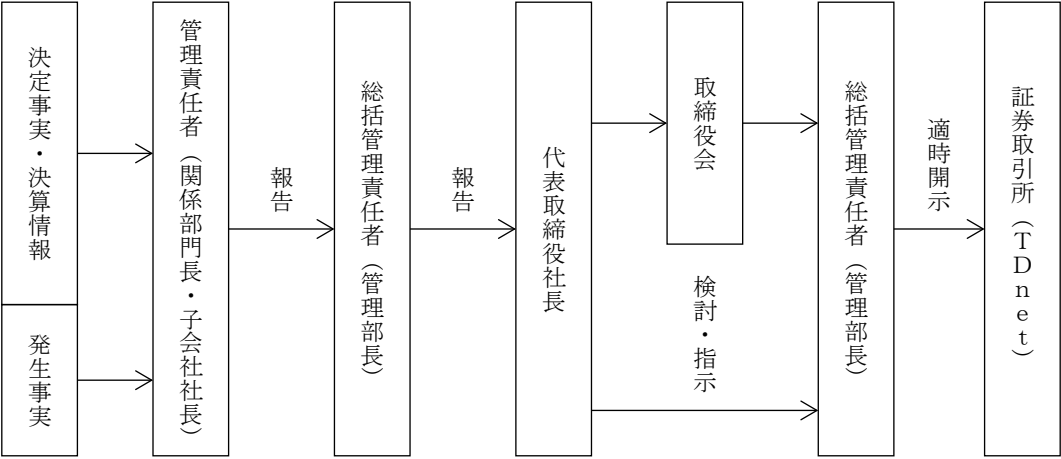 決定事実・決算情報
発生事実
管理責任者（関係部門長・子会社社長）
報告
総括管理責任者（管理部長）
報告
代表取締役社長
取締役会
検討・指示
総括管理責任者（管理部長）
適時開示
証券取引所（ＴＤｎｅｔ）